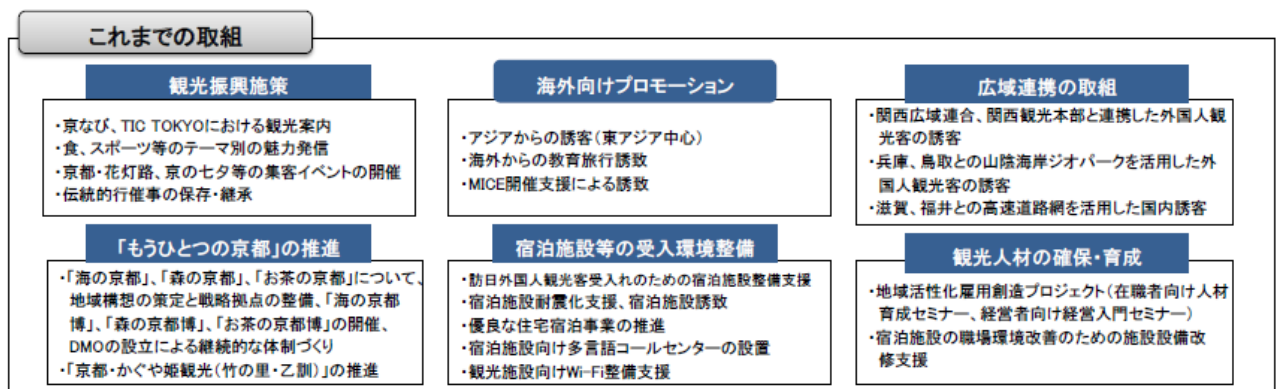 これまでの取組
観光振興施策
・京なび、TIC TOKYOにおける観光案内
・食、スポーツ等のテーマ別の魅力発信
・京都・花灯路、京の七夕等の集客イベントの開催
・伝統的行催事の保存・継承
海外向けプロモーション
・アジアからの誘客（東アジア中心）
・海外からの教育旅行誘致
・MICE開催支援による誘致
広域連携の取組
・関西広域連合、関西観光本部と連携した外国人観
光客の誘客
・兵庫、鳥取との山陰海岸ジオパークを活用した外
国人観光客の誘客
・滋賀、福井との高速道路網を活用した国内誘客
「もうひとつの京都」の推進
・「海の京都」、「森の京都」、「お茶の京都」について、
地域構想の策定と戦略拠点の整備、「海の京都
博」、「森の京都博」、「お茶の京都博」の開催、
DMOの設立による継続的な体制づくり
・「京都・かぐや姫観光（竹の里・乙訓）」の推進
宿泊施設等の受入環境整備
・訪日外国人観光客受入れのための宿泊施設整備支援
・宿泊施設耐震化支援、宿泊施設誘致
・優良な住宅宿泊事業の推進
・宿泊施設向け多言語コールセンターの設置
・観光施設向けWi-Fi整備支援
観光人材の確保・育成
・地域活性化雇用創造プロジェクト（在職者向け人材
育成セミナー、経営者向け経営入門セミナー）
・宿泊施設の職場環境改善のための施設設備改
修支援